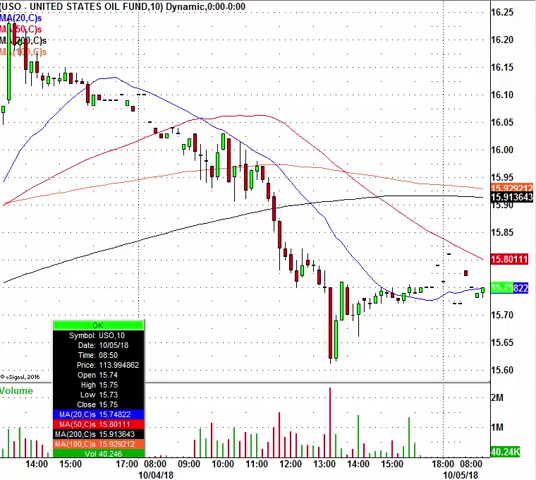 (USO - UNITED STATES OIL FUND,10) Dynamic,0:00-0:00
MA(20,C)s
MA(50,C)s
MA(200,C)s
MA(100,C)s
16.25
16.20
16.15
16.10
16.05
16.00
15.95
15.929212
15.913643
15.90
15.85
15.80111
15.75
822
15.70
15.65
15.60
OK
Symbol: USO,10
Date: 10/05/18
Time: 08:50
Price: 113.994862
Open 15.74
High 15.75
Low 15.73
Close 15.75
MA(20,C)s 15.74822
MA(50,C)s 15.80111
MA(200,C)s 15.913643
MA(100,C)s 15.929212
Vol 40.246
© eSignal, 2016
Volume
2M
1M
40.24K
14:00 15:00 17:00 08:00 09:00 10:00 11:00 12:00 13:00 14:00 15:00 18:00 08:00
10/04/18 10/05/18